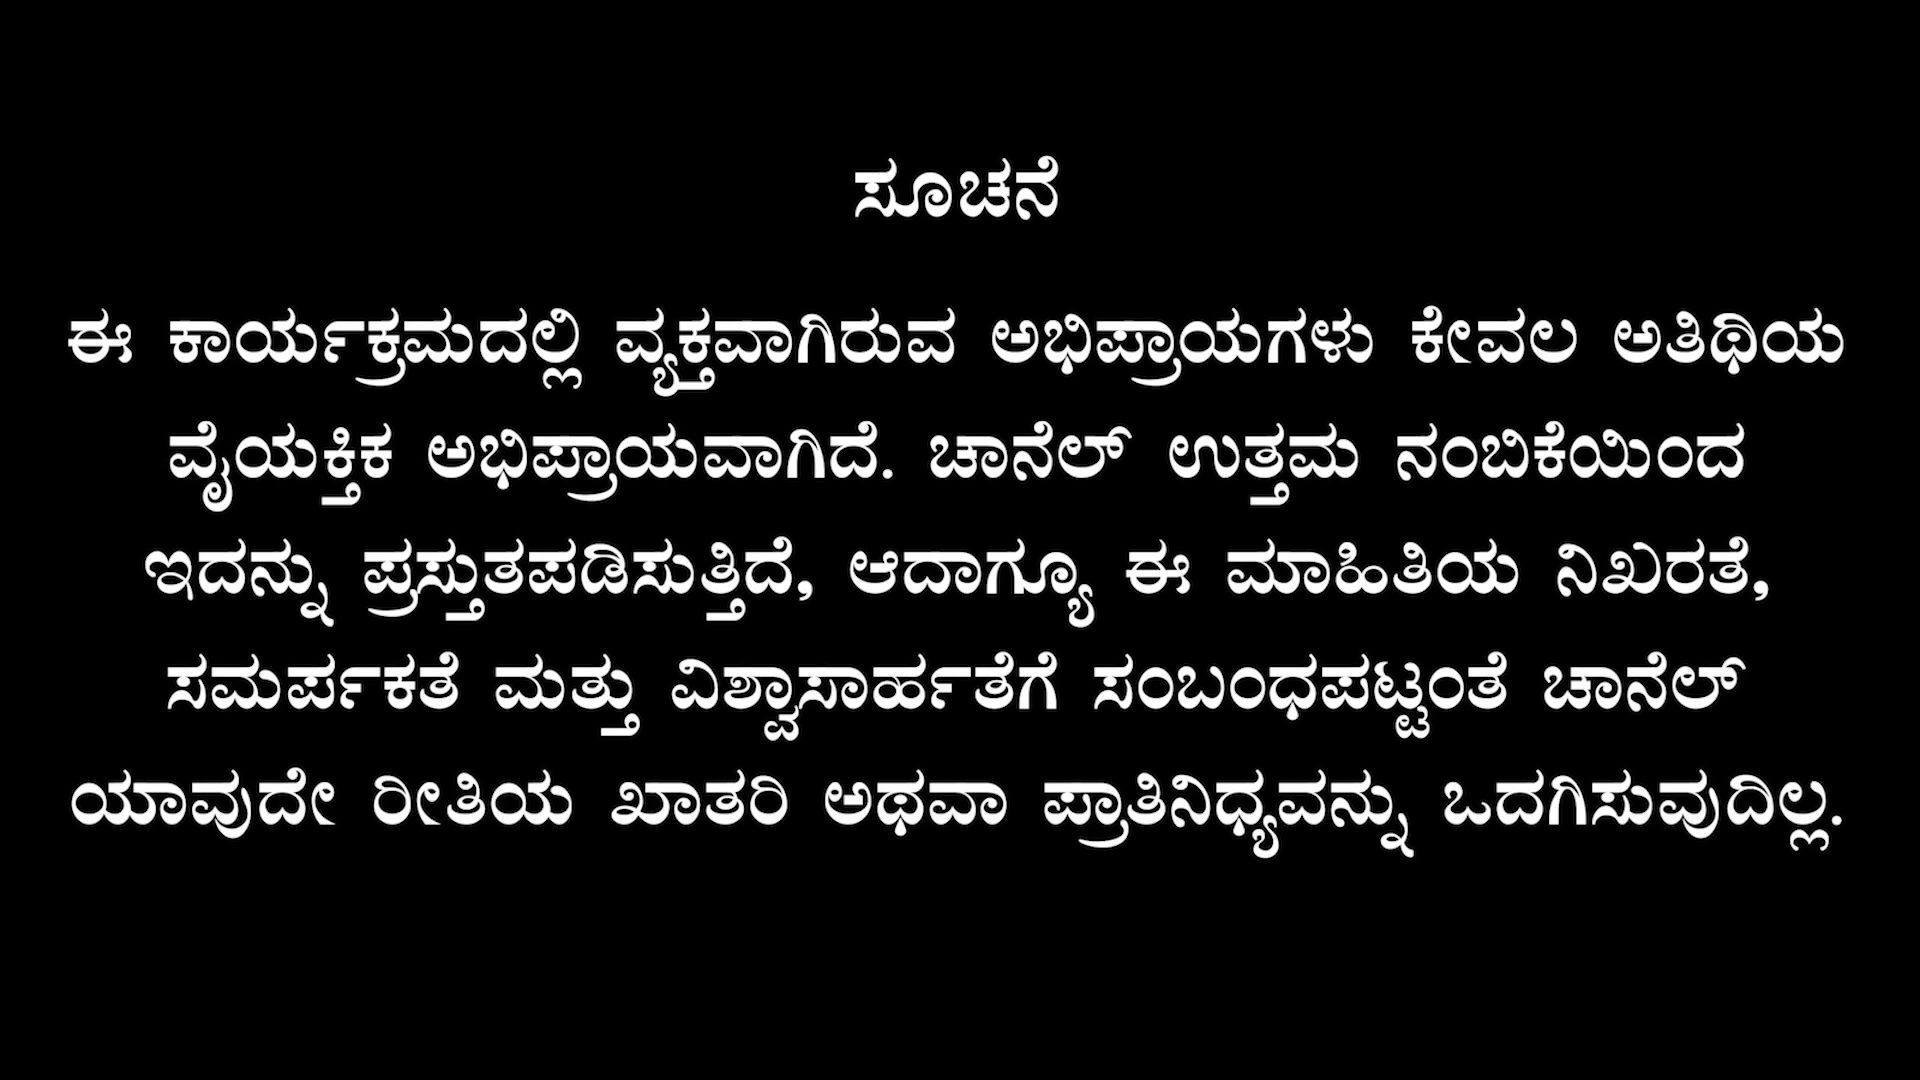 ಸೂಚನೆ
ಈ ಕಾರ್ಯಕ್ರಮದಲ್ಲಿ ವ್ಯಕ್ತವಾಗಿರುವ ಅಭಿಪ್ರಾಯಗಳು ಕೇವಲ ಅತಿಥಿಯ
ವೈಯಕ್ತಿಕ ಅಭಿಪ್ರಾಯವಾಗಿದೆ. ಚಾನೆಲ್ ಉತ್ತಮ ನಂಬಿಕೆಯಿಂದ
ಇದನ್ನು ಪ್ರಸ್ತುತಪಡಿಸುತ್ತಿದೆ, ಆದಾಗ್ಯೂ ಈ ಮಾಹಿತಿಯ ನಿಖರತೆ,
ಸಮರ್ಪಕತೆ ಮತ್ತು ವಿಶ್ವಾಸಾರ್ಹತೆಗೆ ಸಂಬಂಧಪಟ್ಟಂತೆ ಚಾನೆಲ್
ಯಾವುದೇ ರೀತಿಯ ಖಾತರಿ ಅಥವಾ ಪ್ರಾತಿನಿಧ್ಯವನ್ನು ಒದಗಿಸುವುದಿಲ್ಲ.